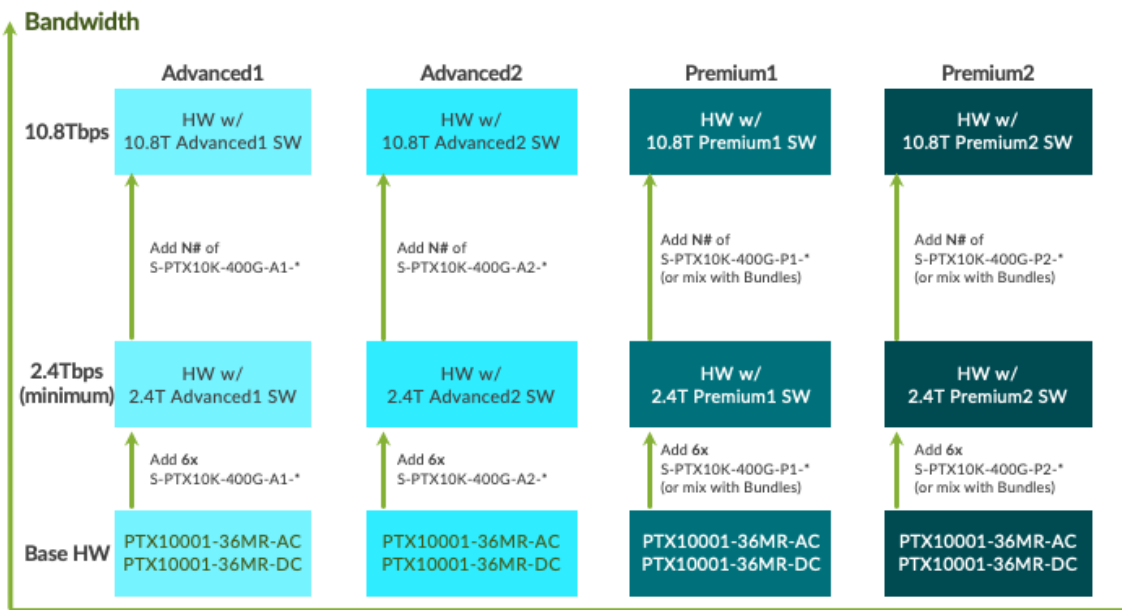 Bandwidth
Advanced1
Advanced2
Premium1
Premium2
10.8Tbps
HW w/
10.8T Advanced1 SW
HW w/
10.8T Advanced2 SW
HW w/
10.8T Premium1 SW
HW w/
10.8T Premium2 SW
Add N# of
S-PTX10K-400G-A1-*
Add N# of
S-PTX10K-400G-A2-*
Add N# of
S-PTX10K-400G-P1-*
(or mix with Bundles)
Add N# of
S-PTX10K-400G-P2-*
(or mix with Bundles)
2.4Tbps
(minimum)
HW w/
2.4T Advanced1 SW
HW w/
2.4T Advanced2 SW
HW w/
2.4T Premium1 SW
HW w/
2.4T Premium2 SW
Add 6x
S-PTX10K-400G-A1-*
Add 6x
S-PTX10K-400G-A2-*
Add 6x
S-PTX10K-400G-P1-*
(or mix with Bundles)
Add 6x
S-PTX10K-400G-P2-*
(or mix with Bundles)
Base HW
PTX10001-36MR-AC
PTX10001-36MR-DC
PTX10001-36MR-AC
PTX10001-36MR-DC
PTX10001-36MR-AC
PTX10001-36MR-DC
PTX10001-36MR-AC
PTX10001-36MR-DC